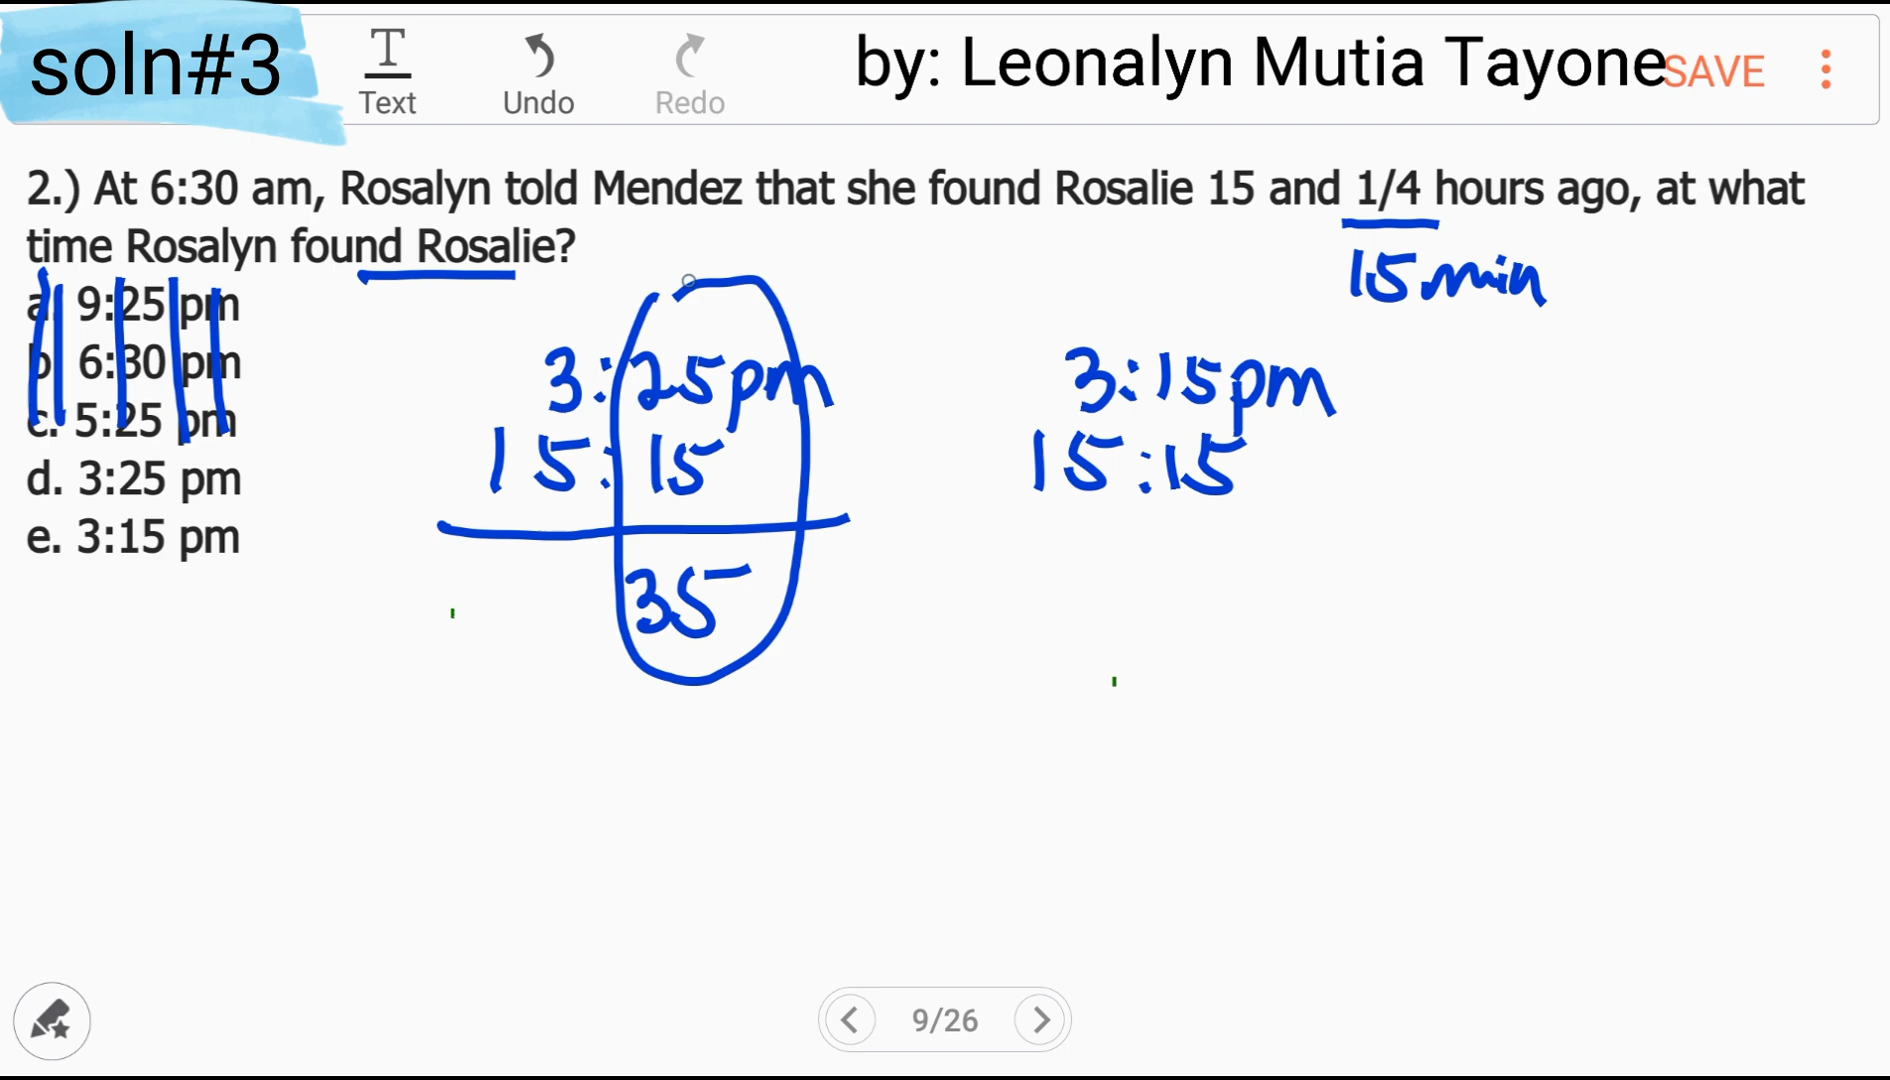 soln#3
Text
Undo
Redo
by: Leonalyn Mutia Tayone
SAVE
2.) At 6:30 am, Rosalyn told Mendez that she found Rosalie 15 and 1/4 hours ago, at what
time Rosalyn found Rosalie?
15 min
a. 9:25 pm
b. 6:30 pm
c. 5:25 pm
d. 3:25 pm
e. 3:15 pm
3:25pm
15:15
35
3:15pm
15:15
9/26